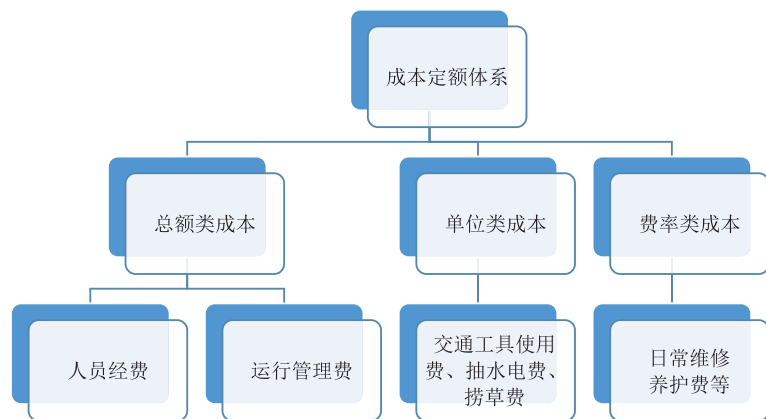 成本定额体系
总额类成本
单位类成本
费率类成本
人员经费
运行管理费
交通工具使用
费、抽水电费、
捞草费
日常维修
养护费等